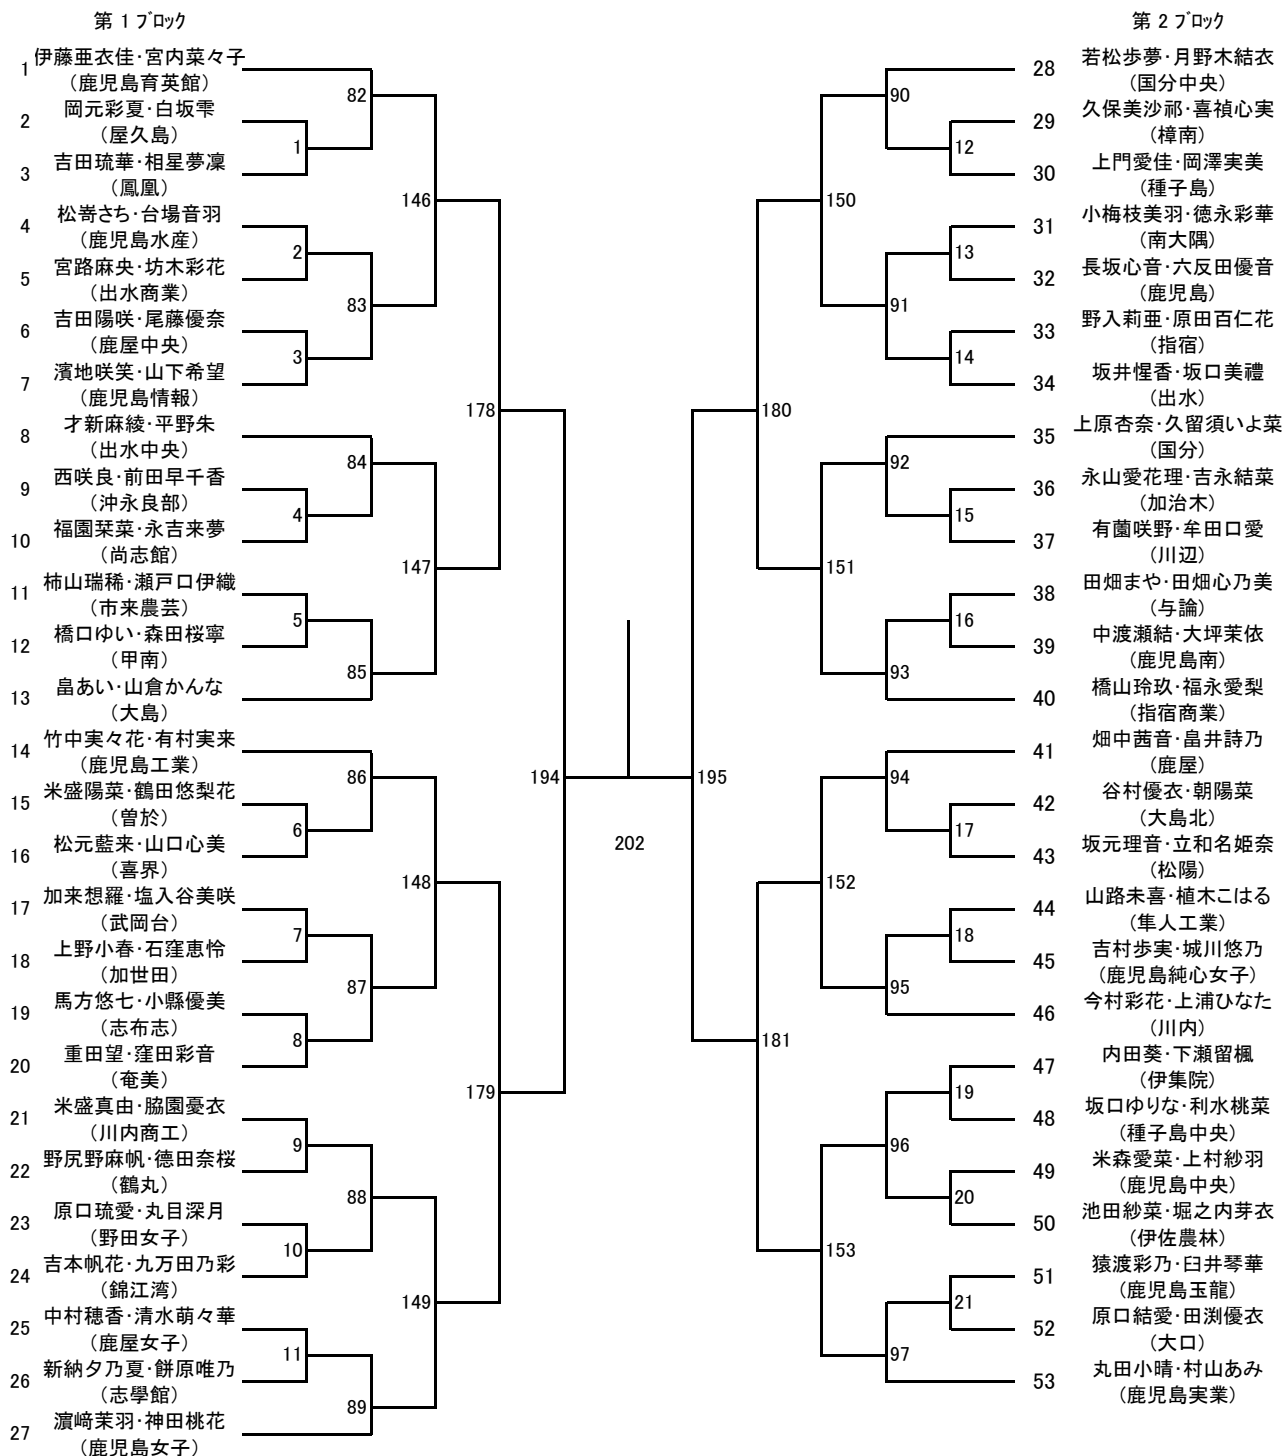 第１ブロック
1
伊藤亜衣佳・宮内菜々子
(鹿児島育英館)
2
岡元彩夏・白坂雫
(屋久島)
3
吉田琉華・相星夢凜
(鳳凰)
4
松嵜さち・台場音羽
(鹿児島水産)
5
宮路麻央・坊木彩花
(出水商業)
6
吉田陽咲・尾藤優奈
(鹿屋中央)
7
濱地咲笑・山下希望
(鹿児島情報)
8
才新麻綾・平野朱
(出水中央)
9
西咲良・前田早千香
(沖永良部)
10
福園栞菜・永吉来夢
(尚志館)
11
柿山瑞稀・瀬戸口伊織
(市来農芸)
12
橋口ゆい・森田桜寧
(甲南)
13
畠あい・山倉かんな
(大島)
14
竹中実々花・有村実来
(鹿児島工業)
15
米盛陽菜・鶴田悠梨花
(曽於)
16
松元藍来・山口心美
(喜界)
17
加来想羅・塩入谷美咲
(武岡台)
18
上野小春・石窪恵怜
(加世田)
19
馬方悠七・小縣優美
(志布志)
20
重田望・窪田彩音
(奄美)
21
米盛真由・脇園憂衣
(川内商工)
22
野尻野麻帆・德田奈桜
(鶴丸)
23
原口琉愛・丸目深月
(野田女子)
24
吉本帆花・九万田乃彩
(錦江湾)
25
中村穂香・清水萌々華
(鹿屋女子)
26
新納夕乃夏・餅原唯乃
(志學館)
27
濵﨑茉羽・神田桃花
(鹿児島女子)
1
2
3
4
5
6
7
8
9
10
11
82
83
84
85
86
87
88
89
146
147
148
149
178
179
194
202
195
180
181
150
151
152
153
90
91
92
93
94
95
96
97
12
13
14
15
16
17
18
19
20
21
第２ブロック
28
若松歩夢・月野木結衣
(国分中央)
29
久保美沙祁・喜禎心実
(樟南)
30
上門愛佳・岡澤実美
(種子島)
31
小梅枝美羽・徳永彩華
(南大隅)
32
長坂心音・六反田優音
(鹿児島)
33
野入莉亜・原田百仁花
(指宿)
34
坂井惺香・坂口美禮
(出水)
35
上原杏奈・久留須いよ菜
(国分)
36
永山愛花理・吉永結菜
(加治木)
37
有薗咲野・牟田口愛
(川辺)
38
田畑まや・田畑心乃美
(与論)
39
中渡瀬結・大坪茉依
(鹿児島南)
40
橋山玲玖・福永愛梨
(指宿商業)
41
畑中茜音・畠井詩乃
(鹿屋)
42
谷村優衣・朝陽菜
(大島北)
43
坂元理音・立和名姫奈
(松陽)
44
山路未喜・植木こはる
(隼人工業)
45
吉村歩実・城川悠乃
(鹿児島純心女子)
46
今村彩花・上浦ひなた
(川内)
47
内田葵・下瀬留楓
(伊集院)
48
坂口ゆりな・利水桃菜
(種子島中央)
49
米森愛菜・上村紗羽
(鹿児島中央)
50
池田紗菜・堀之内芽衣
(伊佐農林)
51
猿渡彩乃・臼井琴華
(鹿児島玉龍)
52
原口結愛・田渕優衣
(大口)
53
丸田小晴・村山あみ
(鹿児島実業)